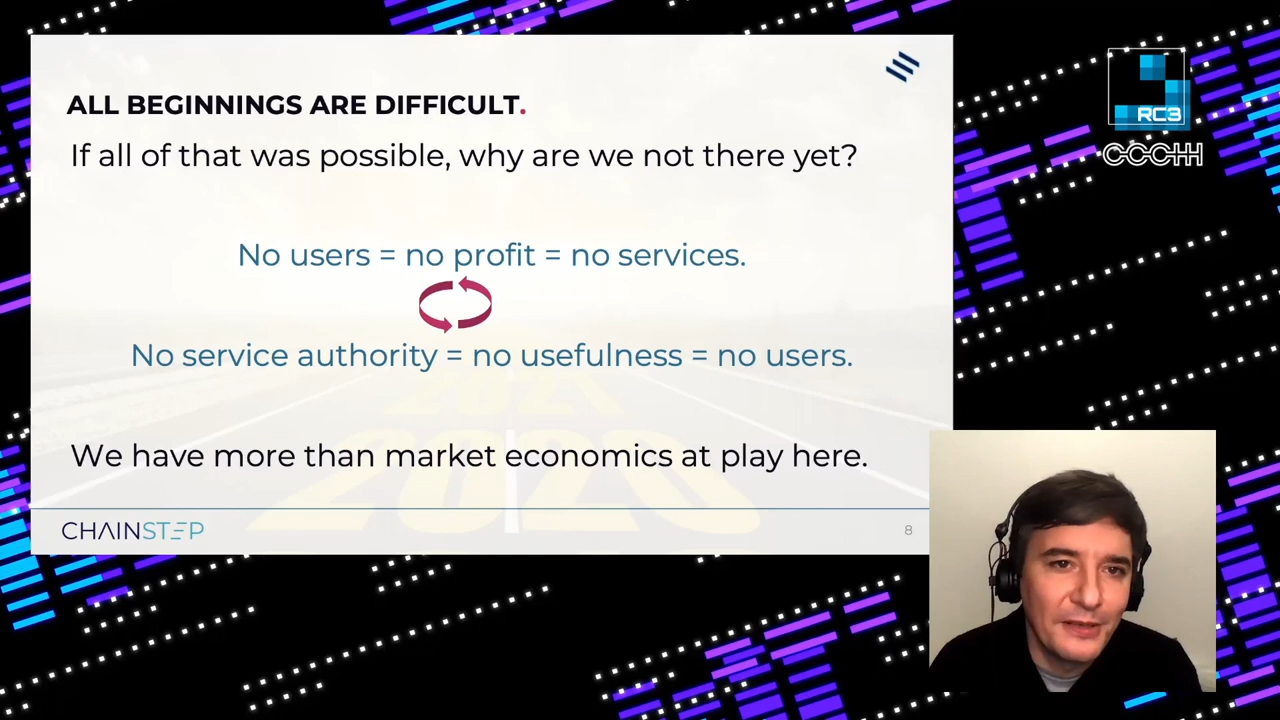 ALL BEGINNINGS ARE DIFFICULT.
If all of that was possible, why are we not there yet?
No users = no profit = no services.
No service authority = no usefulness = no users.
We have more than market economics at play here.
2021
2020
CHAINSTEP
8
RC3
CCCHH